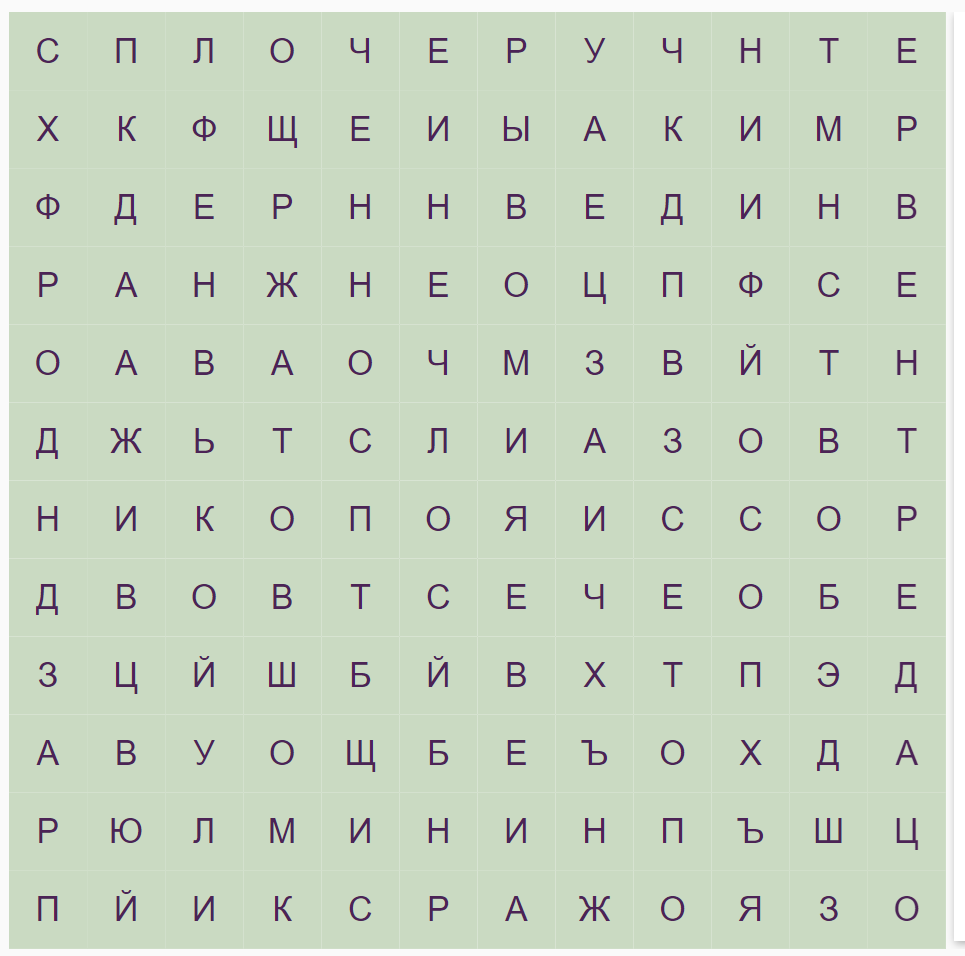 С П Л О Ч Е Р У Ч Н Т Е
Х К Ф Щ Е И Ы А К И М Р
Ф Д Е Р Н Н В Е Д И Н В
Р А Н Ж Н Е О Ц П Ф С Е
О А В А О Ч М З В Й Т Н
Д Ж Ь Т С Л И А З О В Т
Н И К О П О Я И С С О Р
Д В О В Т С Е Ч Е О Б Е
З Ц Й Ш Б Й В Х Т П Э Д
А В У О Щ Б Е Ъ О Х Д А
Р Ю Л М И Н И Н П Ъ Ш Ц
П Й И К С Р А Ж О Я З О